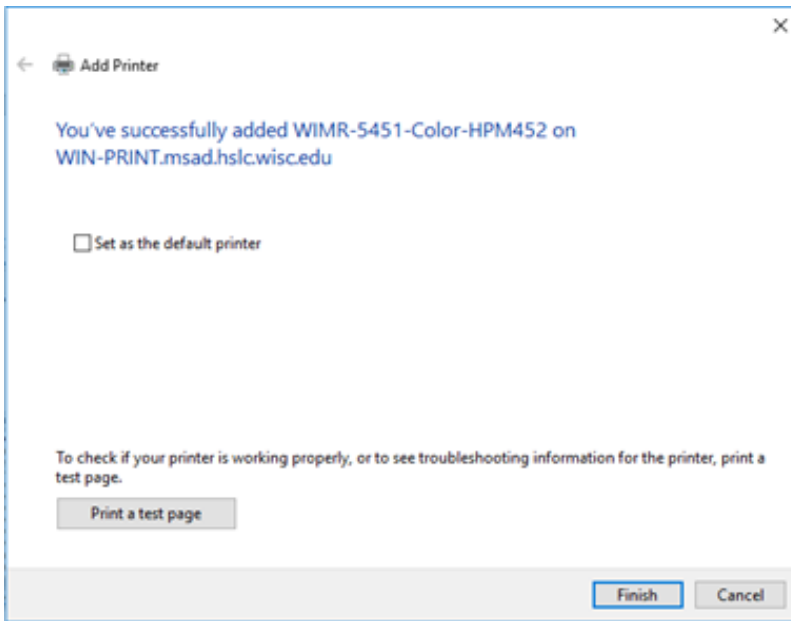 Add Printer
You've successfully added WIMR-5451-Color-HPM452 on
WIN-PRINT.msad.hslc.wisc.edu
Set as the default printer
To check if your printer is working properly, or to see troubleshooting information for the printer, print a
test page.
Print a test page
Finish Cancel